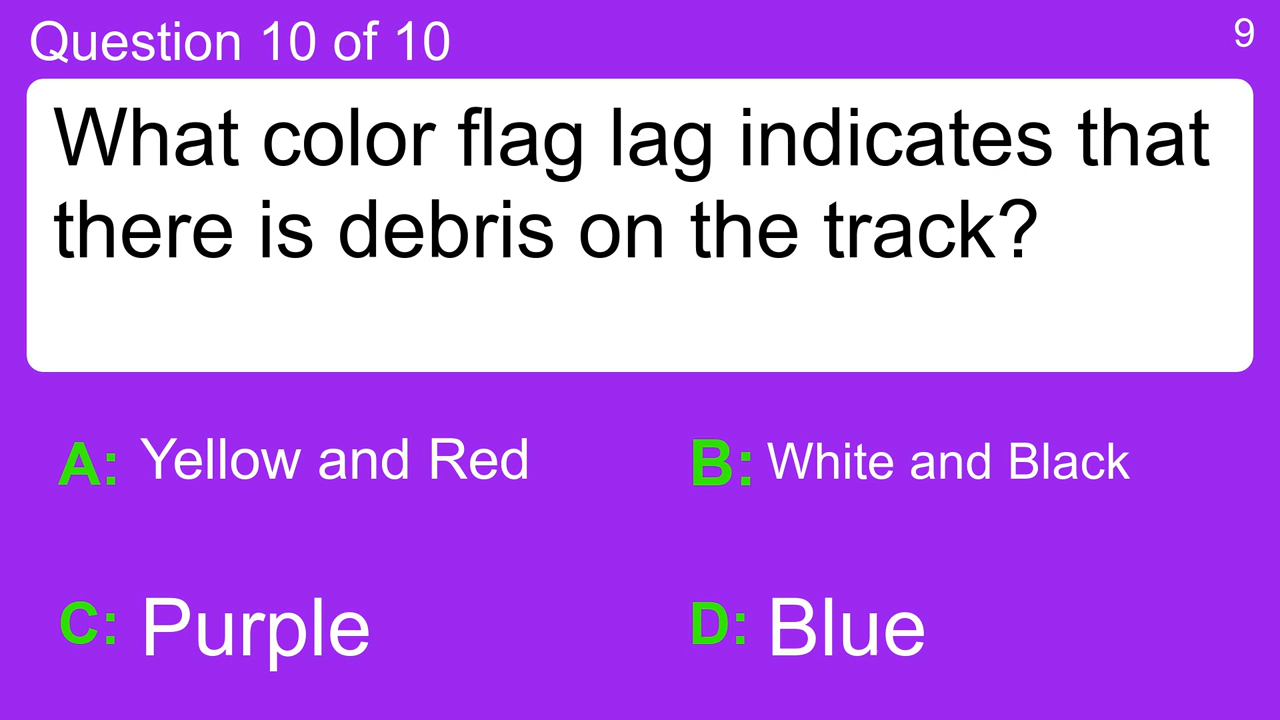 Question 10 of 10
9
What color flag lag indicates that
there is debris on the track?
A: Yellow and Red
B: White and Black
C: Purple
D: Blue